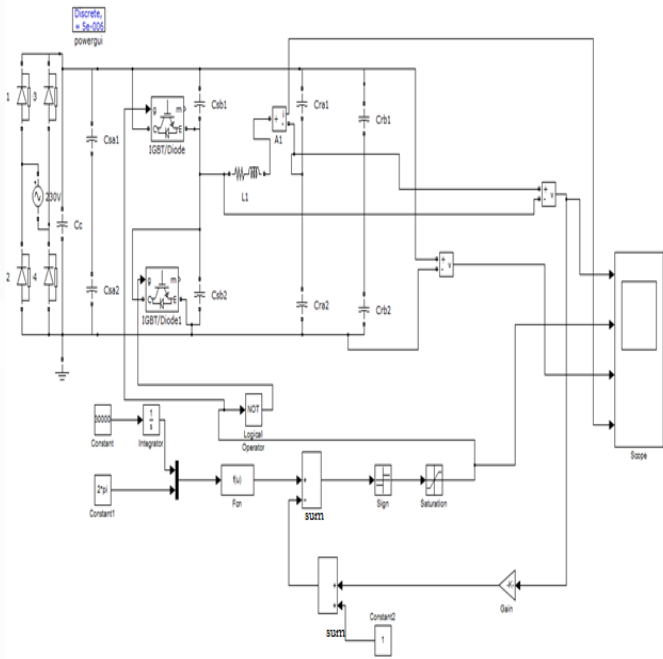 Discrete,
= 5e-006
powergui
1
3
Csa1
g
m
C
E
IGBT/Diode
Csb1
+
i
-
A1
Cra1
Crb1
230V
Cc
L1
+
-
v
2
4
Csa2
g
m
C
E
IGBT/Diode1
Csb2
Cra2
Crb2
+
-
v
Scope
00000
Constant
1
s
Integrator
NOT
Logical
Operator
2*pi
Constant1
f(u)
Fcn
sum
Sign
Saturation
sum
-K-
Gain
Constant2
1